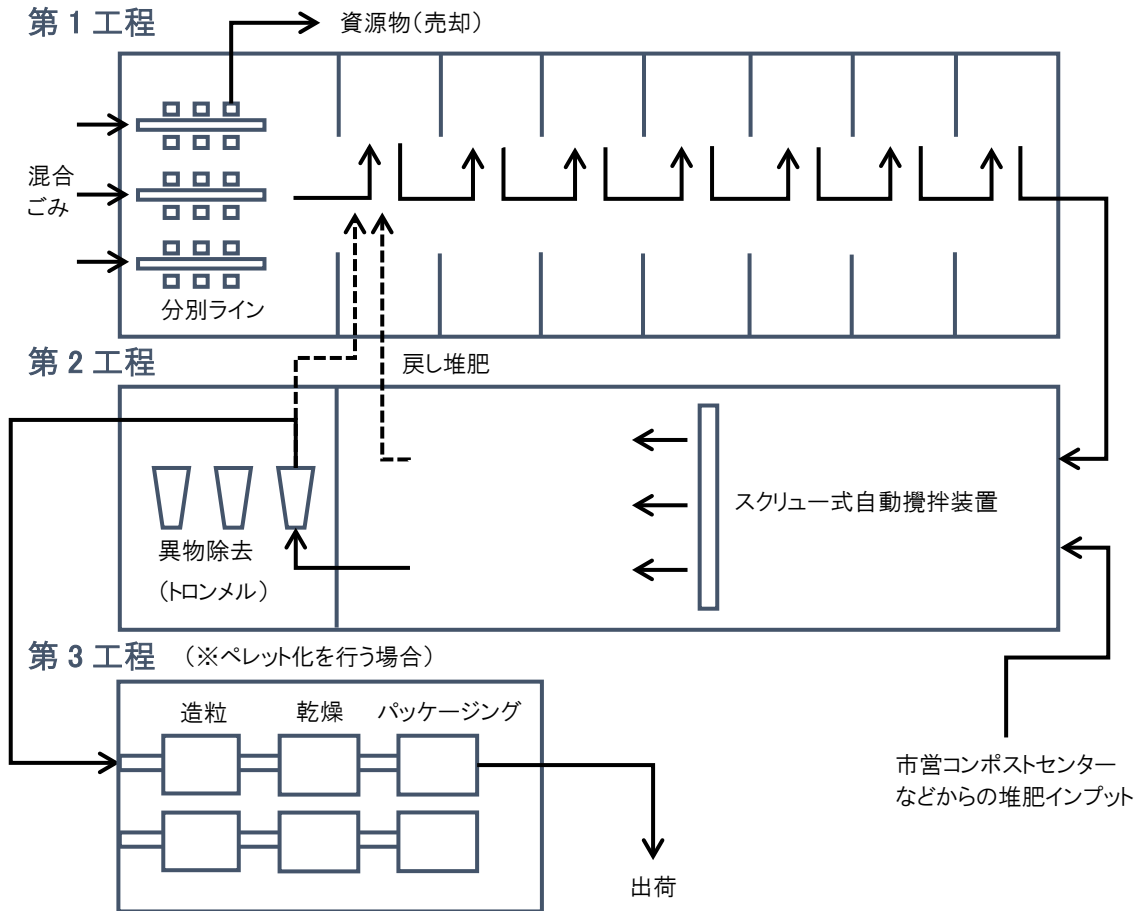 第1工程
資源物(売却)
混合
ごみ
分別ライン
第2工程
戻し堆肥
スクリュー式自動攪拌装置
異物除去
(トロンメル)
第3工程 (※ペレット化を行う場合)
造粒 乾燥 パッケージング
市営コンポストセンター
などからの堆肥インプット
出荷